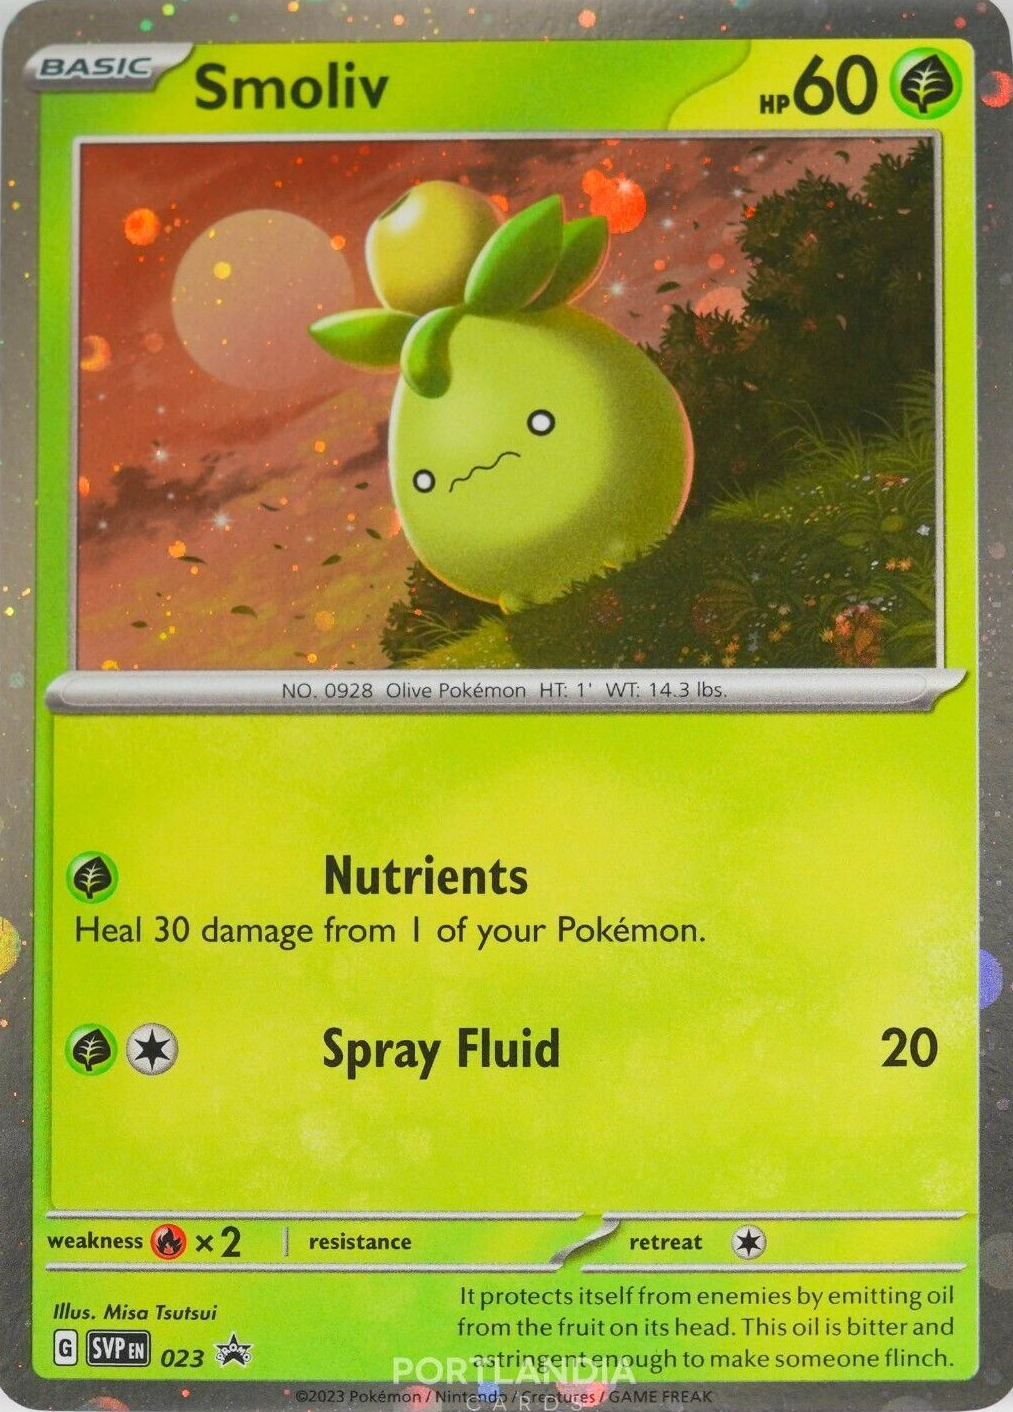 BASIC Smoliv HP 60
NO. 0928 Olive Pokémon HT: 1' WT: 14.3 lbs.
Nutrients
Heal 30 damage from 1 of your Pokémon.
Spray Fluid 20
weakness ×2 resistance retreat
It protects itself from enemies by emitting oil
from the fruit on its head. This oil is bitter and
astringent enough to make someone flinch.
Illus. Misa Tsutsui
G SVP EN 023 PROMO
PORTLANDIA
CARDS
©2023 Pokémon / Nintendo / Creatures / GAME FREAK